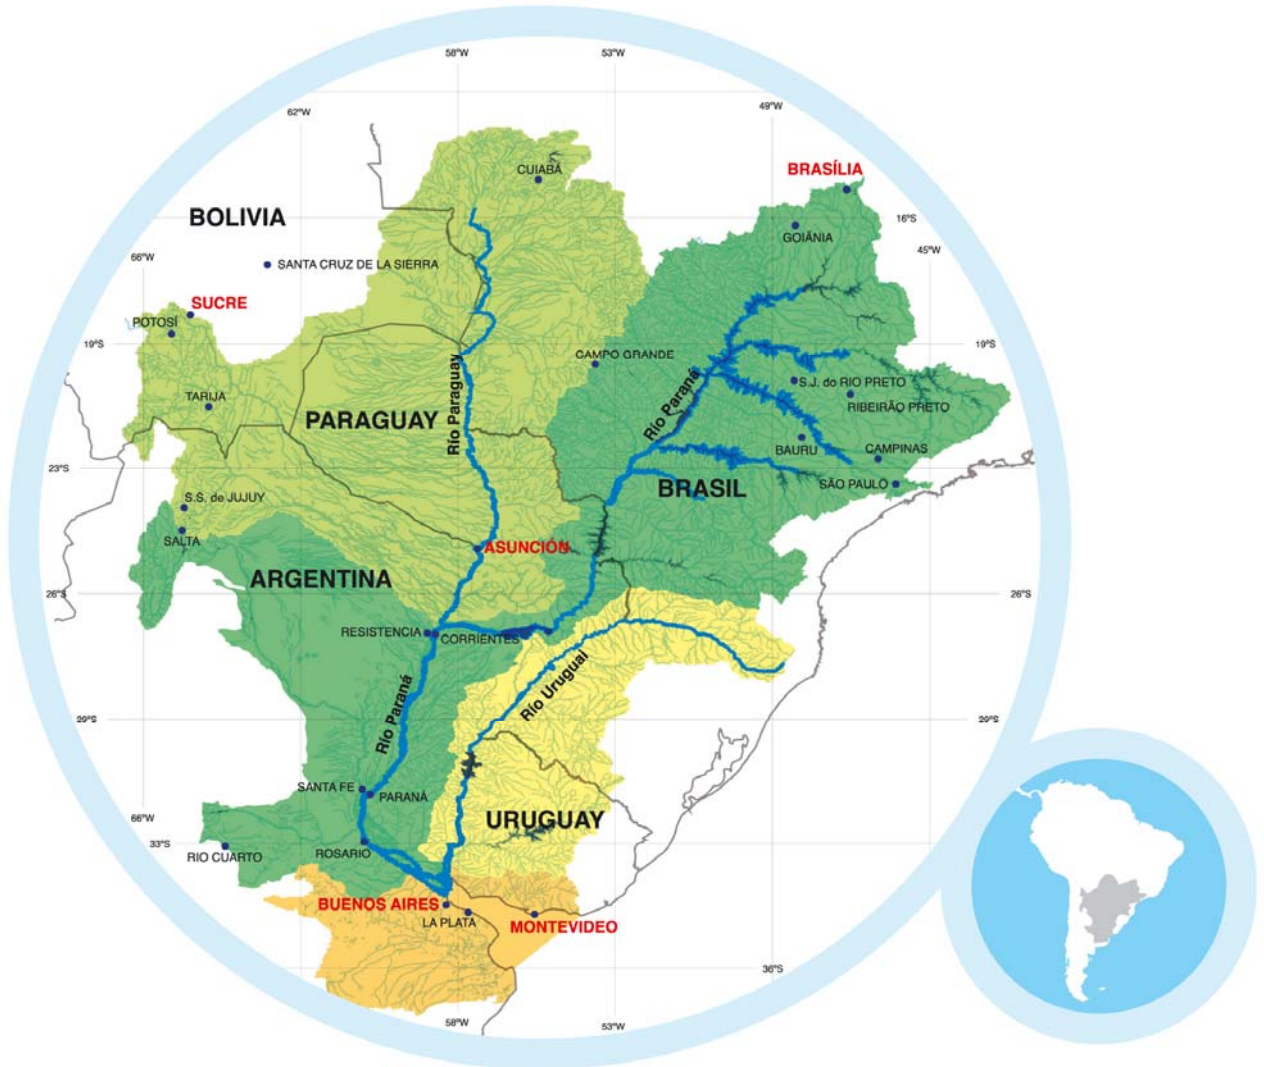 58°W
53°W
62°W
49°W
BRASÍLIA
CUIABÁ
BOLIVIA
16°S
GOIÂNIA
45°W
66°W
SANTA CRUZ DE LA SIERRA
SUCRE
POTOSÍ
19°S
19°S
CAMPO GRANDE
Río Paraguay
Río Paraná
S.J. do RIO PRETO
TARIJA
RIBEIRÃO PRETO
PARAGUAY
BAURU
CAMPINAS
23°S
23°S
SÃO PAULO
BRASIL
S.S. de JUJUY
SALTA
ASUNCIÓN
ARGENTINA
26°S
26°S
RESISTENCIA
CORRIENTES
Río Uruguai
Río Paraná
29°S
29°S
SANTA FE
PARANÁ
66°W
URUGUAY
33°S
ROSARIO
RIO CUARTO
BUENOS AIRES
LA PLATA
MONTEVIDEO
36°S
58°W
53°W